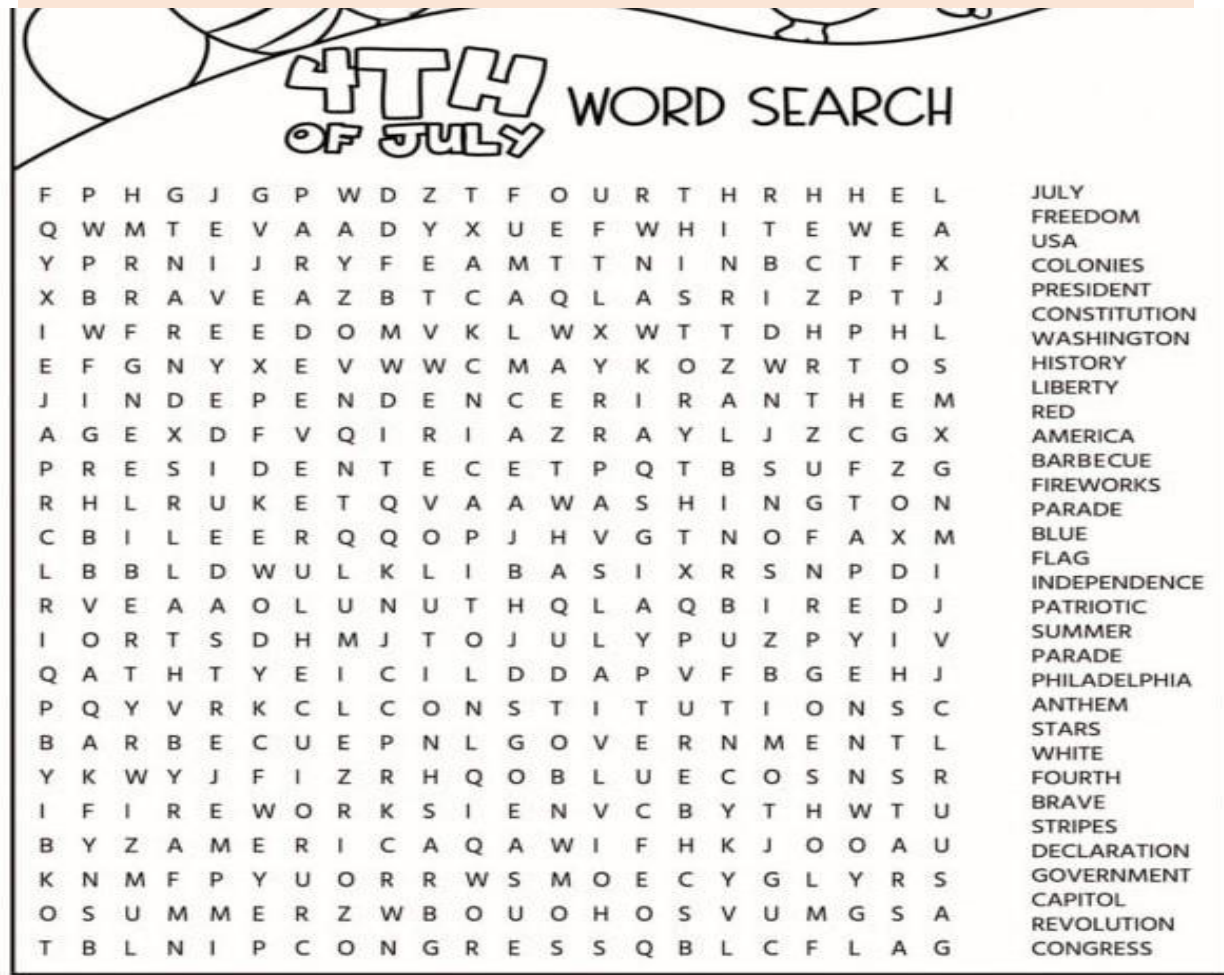 4TH
OF JULY
WORD SEARCH
F P H G J G P W D Z T F O U R T H R H H E L
Q W M T E V A A D Y X U E F W H I T E W E A
Y P R N I J R Y F E A M T T N I N B C T F X
X B R A V E A Z B T C A Q L A S R I Z P T J
I W F R E E D O M V K L W X W T T D H P H L
E F G N Y X E V W W C M A Y K O Z W R T O S
J I N D E P E N D E N C E R I R A N T H E M
A G E X D F V Q I R I A Z R A Y L J Z C G X
P R E S I D E N T E C E T P Q T B S U F Z G
R H L R U K E T Q V A A W A S H I N G T O N
C B I L E E R Q Q O P J H V G T N O F A X M
L B B L D W U L K L I B A S I X R S N P D I
R V E A A O L U N U T H Q L A Q B I R E D J
I O R T S D H M J T O J U L Y P U Z P Y I V
Q A T H T Y E I C I L D D A P V F B G E H J
P Q Y V R K C L C O N S T I T U T I O N S C
B A R B E C U E P N L G O V E R N M E N T L
Y K W Y J F I Z R H Q O B L U E C O S N S R
I F I R E W O R K S I E N V C B Y T H W T U
B Y Z A M E R I C A Q A W I F H K J O O A U
K N M F P Y U O R R W S M O E C Y G L Y R S
O S U M M E R Z W B O U O H O S V U M G S A
T B L N I P C O N G R E S S Q B L C F L A G
JULY
FREEDOM
USA
COLONIES
PRESIDENT
CONSTITUTION
WASHINGTON
HISTORY
LIBERTY
RED
AMERICA
BARBECUE
FIREWORKS
PARADE
BLUE
FLAG
INDEPENDENCE
PATRIOTIC
SUMMER
PARADE
PHILADELPHIA
ANTHEM
STARS
WHITE
FOURTH
BRAVE
STRIPES
DECLARATION
GOVERNMENT
CAPITOL
REVOLUTION
CONGRESS